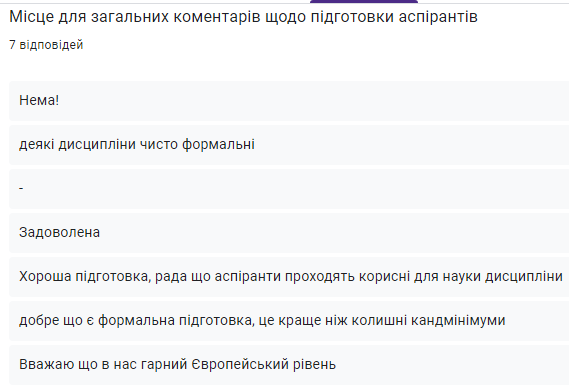 Місце для загальних коментарів щодо підготовки аспірантів
7 відповідей
Нема!
деякі дисципліни чисто формальні
-
Задоволена
Хороша підготовка, рада що аспіранти проходять корисні для науки дисципліни
добре що є формальна підготовка, це краще ніж колишні кандмінімуми
Вважаю що в нас гарний Європейський рівень